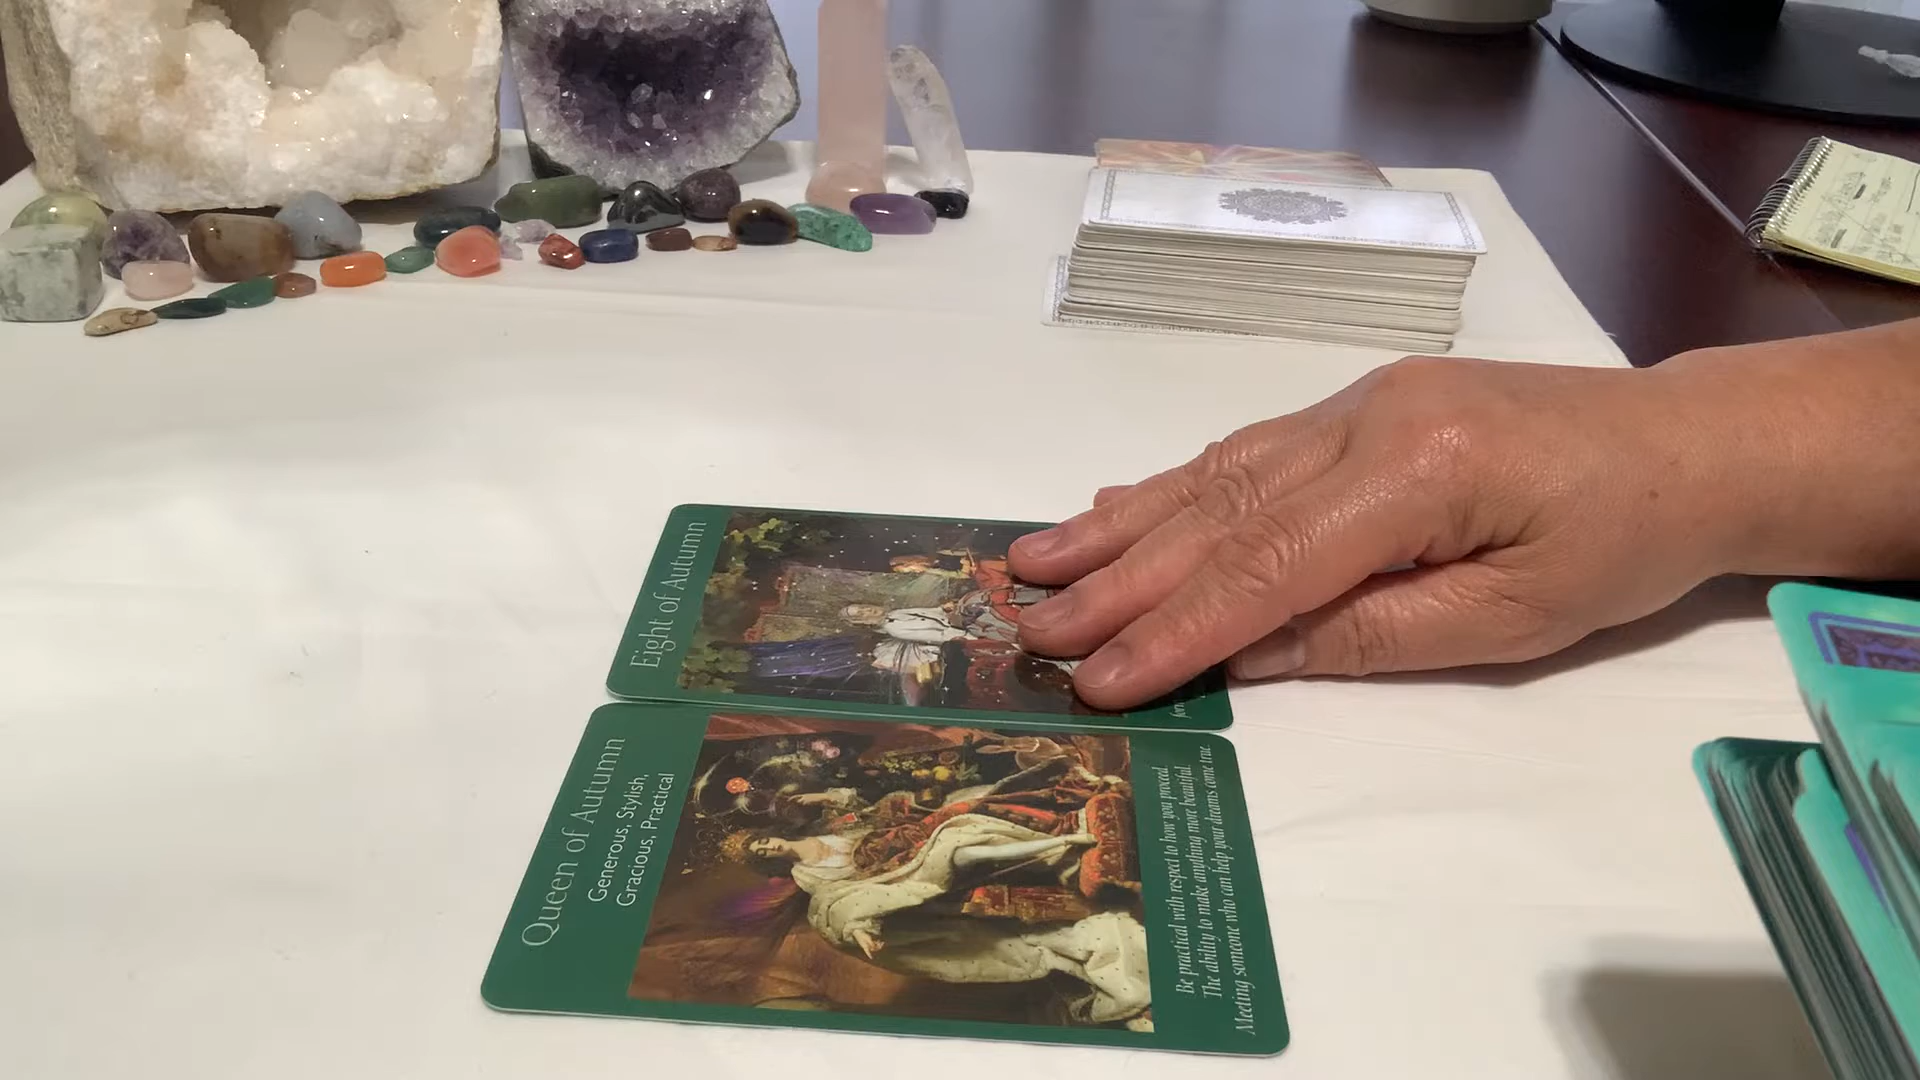 Eight of Autumn
Queen of Autumn
Generous, Stylish,
Gracious, Practical
Be practical with respect to how you proceed.
The ability to make anything more beautiful.
Meeting someone who can help your dreams come true.